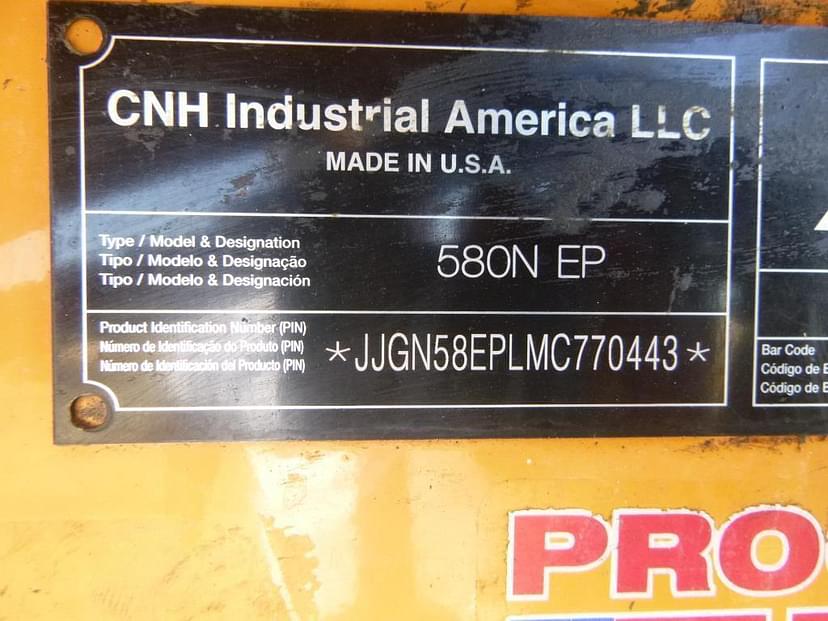 CNH Industrial America LLC
MADE IN U.S.A.
Type / Model & Designation
Tipo / Modelo & Designação
Tipo / Modelo & Designación
580N EP
Product Identification Number (PIN)
Número de Identificação do Produto (PIN)
Número de Identificación del Producto (PIN)
*JJGN58EPLMC770443*
Bar Code
Código de
Código de
PRO